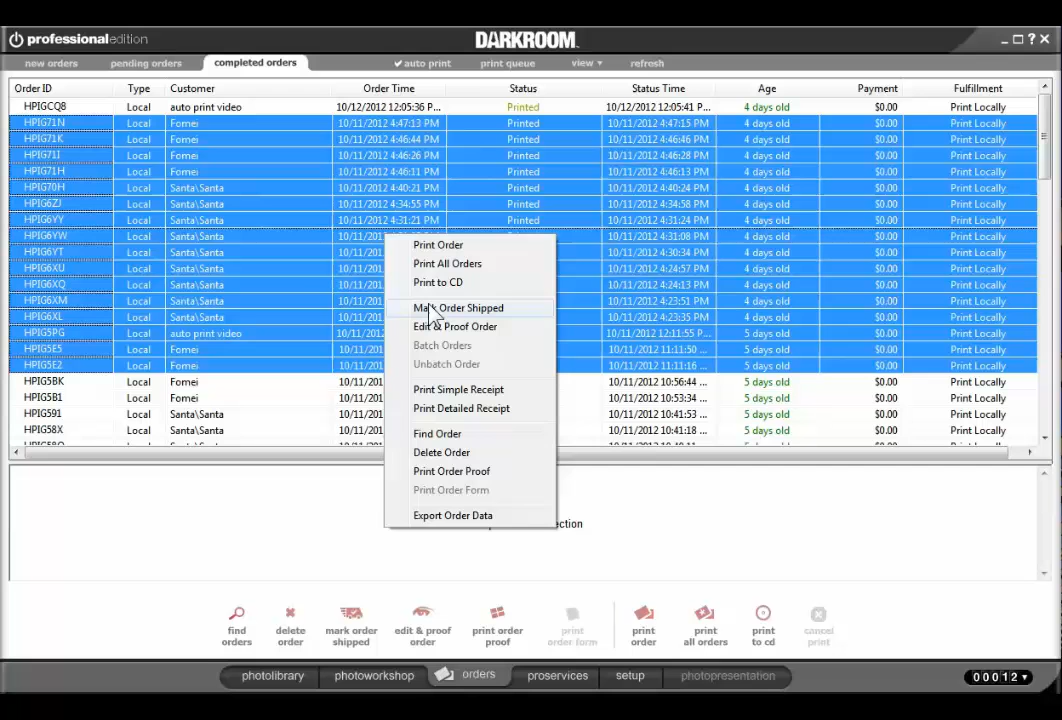 professionaledition
DARKROOM
new orders pending orders completed orders auto print print queue view refresh
Order ID Type Customer Order Time Status Status Time Age Payment Fulfillment
HPIGCQ8 Local auto print video 10/12/2012 12:05:36 P... Printed 10/12/2012 12:05:41 P... 4 days old $0.00 Print Locally
HPIG71N Local Fomei 10/11/2012 4:47:13 PM Printed 10/11/2012 4:47:15 PM 4 days old $0.00 Print Locally
HPIG71K Local Fomei 10/11/2012 4:46:44 PM Printed 10/11/2012 4:46:46 PM 4 days old $0.00 Print Locally
HPIG71I Local Fomei 10/11/2012 4:46:26 PM Printed 10/11/2012 4:46:28 PM 4 days old $0.00 Print Locally
HPIG71H Local Fomei 10/11/2012 4:46:11 PM Printed 10/11/2012 4:46:13 PM 4 days old $0.00 Print Locally
HPIG70H Local Santa\Santa 10/11/2012 4:40:21 PM Printed 10/11/2012 4:40:24 PM 4 days old $0.00 Print Locally
HPIG6ZJ Local Santa\Santa 10/11/2012 4:34:55 PM Printed 10/11/2012 4:34:58 PM 4 days old $0.00 Print Locally
HPIG6YY Local Santa\Santa 10/11/2012 4:31:21 PM Printed 10/11/2012 4:31:24 PM 4 days old $0.00 Print Locally
HPIG6YW Local Santa\Santa 10/11/201 10/11/2012 4:31:08 PM 4 days old $0.00 Print Locally
HPIG6YT Local Santa\Santa 10/11/201 10/11/2012 4:30:34 PM 4 days old $0.00 Print Locally
HPIG6XU Local Santa\Santa 10/11/201 10/11/2012 4:24:57 PM 4 days old $0.00 Print Locally
HPIG6XQ Local Santa\Santa 10/11/201 10/11/2012 4:24:13 PM 4 days old $0.00 Print Locally
HPIG6XM Local Santa\Santa 10/11/201 10/11/2012 4:23:51 PM 4 days old $0.00 Print Locally
HPIG6XL Local Santa\Santa 10/11/201 10/11/2012 4:23:35 PM 4 days old $0.00 Print Locally
HPIG5PG Local auto print video 10/11/201 10/11/2012 12:11:55 P... 5 days old $0.00 Print Locally
HPIG5E5 Local Fomei 10/11/201 10/11/2012 11:11:50 ... 5 days old $0.00 Print Locally
HPIG5E2 Local Fomei 10/11/201 10/11/2012 11:11:16 ... 5 days old $0.00 Print Locally
HPIG5BK Local Fomei 10/11/201 10/11/2012 10:56:44 ... 5 days old $0.00 Print Locally
HPIG5B1 Local Fomei 10/11/201 10/11/2012 10:53:34 ... 5 days old $0.00 Print Locally
HPIG591 Local Santa\Santa 10/11/201 10/11/2012 10:41:53 ... 5 days old $0.00 Print Locally
HPIG58X Local Santa\Santa 10/11/201 10/11/2012 10:41:18 ... 5 days old $0.00 Print Locally
Print Order
Print All Orders
Print to CD
Mark Order Shipped
Edit & Proof Order
Batch Orders
Unbatch Order
Print Simple Receipt
Print Detailed Receipt
Find Order
Delete Order
Print Order Proof
Print Order Form
Export Order Data
ection
find orders
delete order
mark order shipped
edit & proof order
print order proof
print order form
print order
print all orders
print to cd
cancel print
photolibrary photoworkshop orders proservices setup photopresentation 00012